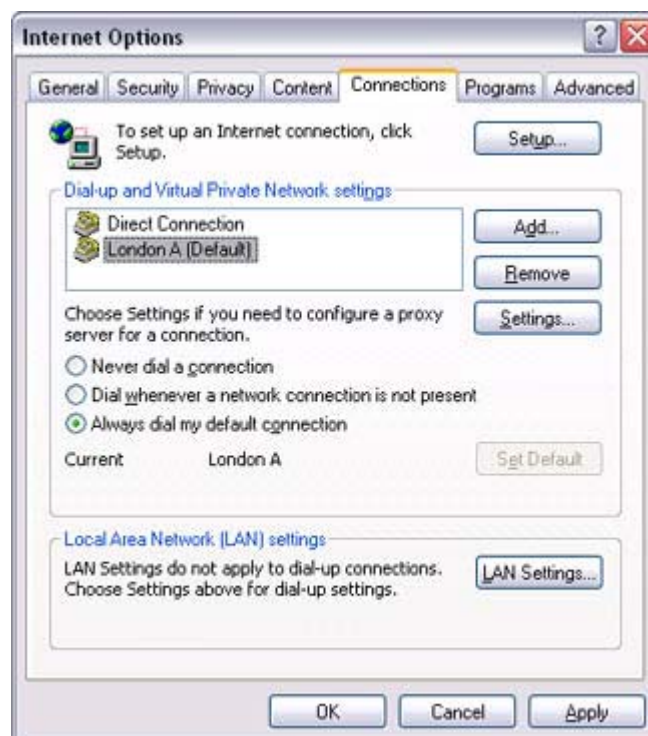 Internet Options
General Security Privacy Content Connections Programs Advanced
To set up an Internet connection, click
Setup.
Setup...
Dial-up and Virtual Private Network settings
Direct Connection
London A (Default)
Add...
Remove
Choose Settings if you need to configure a proxy
server for a connection.
Settings...
Never dial a connection
Dial whenever a network connection is not present
Always dial my default connection
Current London A
Set Default
Local Area Network (LAN) settings
LAN Settings do not apply to dial-up connections.
Choose Settings above for dial-up settings.
LAN Settings...
OK Cancel Apply